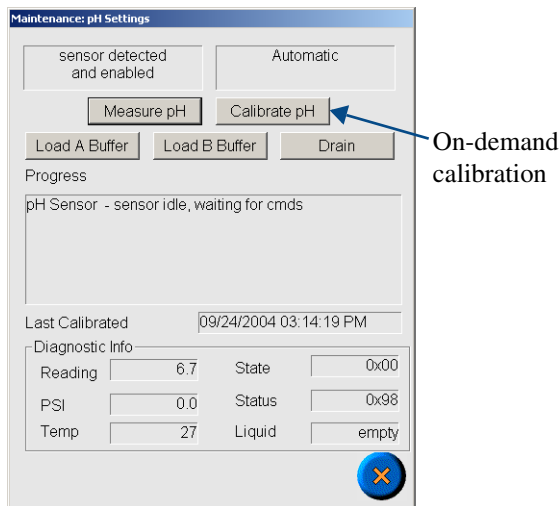 Maintenance: pH Settings
sensor detected
and enabled
Automatic
Measure pH
Calibrate pH
On-demand
calibration
Load A Buffer
Load B Buffer
Drain
Progress
pH Sensor - sensor idle, waiting for cmds
Last Calibrated
09/24/2004 03:14:19 PM
Diagnostic Info
Reading
6.7
State
0x00
PSI
0.0
Status
0x98
Temp
27
Liquid
empty